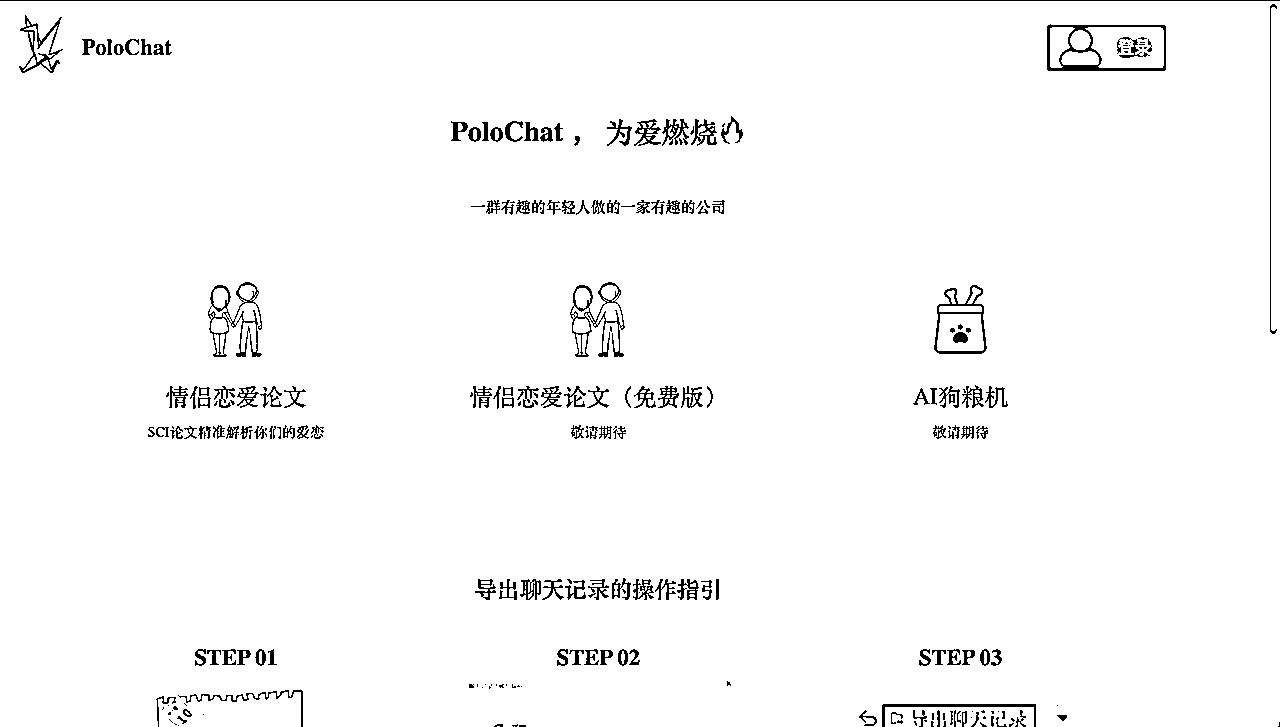 PoloChat
登录
PoloChat ， 为爱燃烧
一群有趣的年轻人做的一家有趣的公司
情侣恋爱论文
SCI论文精准解析你们的爱恋
情侣恋爱论文（免费版）
敬请期待
AI狗粮机
敬请期待
导出聊天记录的操作指引
STEP 01
STEP 02
STEP 03
导出聊天记录